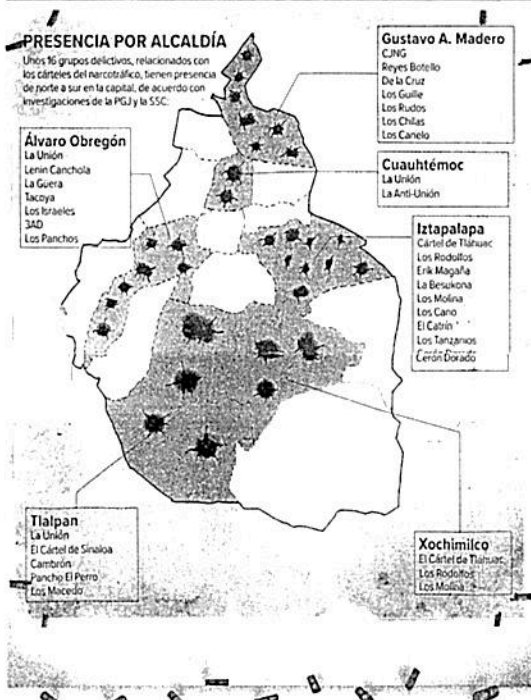 PRESENCIA POR ALCALDÍA
Unos 16 grupos delictivos, relacionados con
los cárteles del narcotráfico, tienen presencia
de norte a sur en la capital, de acuerdo con
investigaciones de la PGJ y la SSC:
Gustavo A. Madero
CJNG
Reyes Botello
De la Cruz
Los Guille
Los Rudos
Los Chilas
Los Canelo
Álvaro Obregón
La Unión
Lenin Canchola
La Güera
Tacoya
Los Israeles
3AD
Los Panchos
Cuauhtémoc
La Unión
La Anti-Unión
Iztapalapa
Cártel de Tláhuac
Los Rodolfos
Erik Magaña
La Besukona
Los Molina
Los Cano
El Catrín
Los Tanzanios
Cerón Dorado
Cerón Dorado
Tlalpan
La Unión
El Cártel de Sinaloa
Cambrón
Pancho El Perro
Los Macedo
Xochimilco
El Cártel de Tláhuac
Los Rodolfos
Los Molina